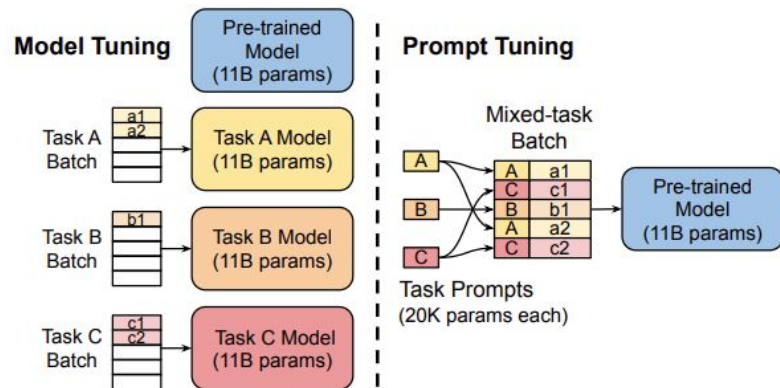 Model Tuning
Pre-trained
Model
(11B params)
a1
a2
Task A
Batch
Task A Model
(11B params)
b1
Task B
Batch
Task B Model
(11B params)
c1
c2
Task C
Batch
Task C Model
(11B params)
Prompt Tuning
Mixed-task
Batch
A
B
C
A a1
C c1
B b1
A a2
C c2
Task Prompts
(20K params each)
Pre-trained
Model
(11B params)